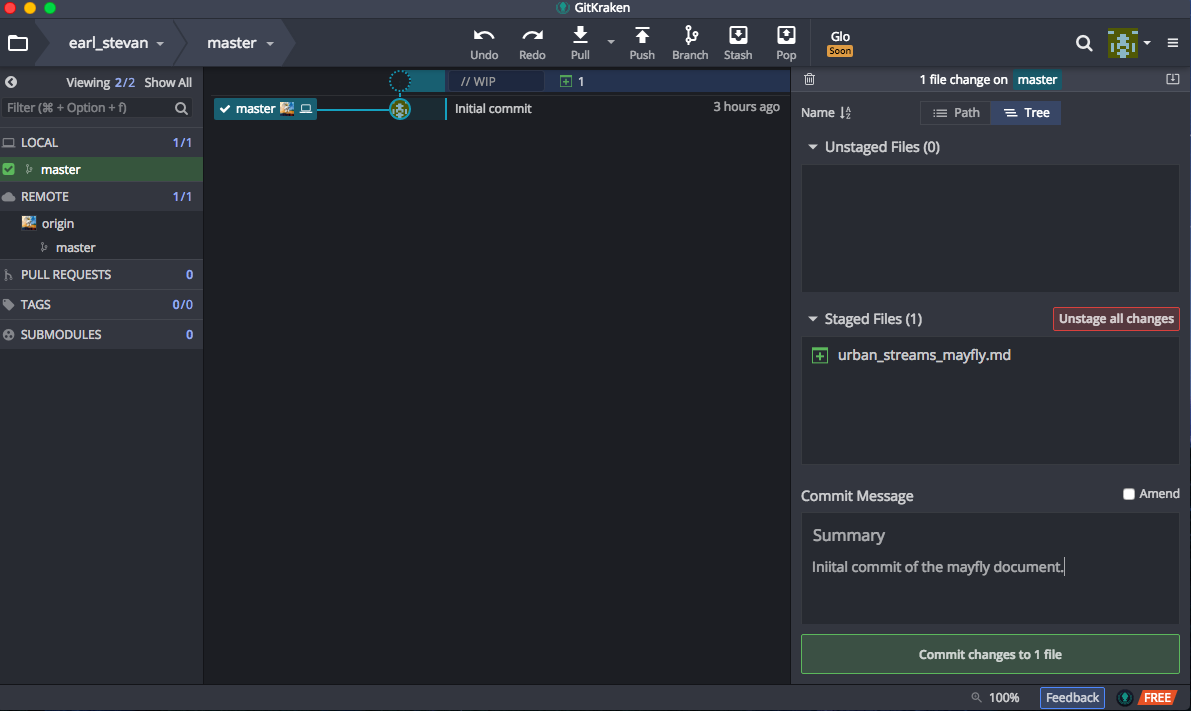 GitKraken
earl_stevan
master
Undo
Redo
Pull
Push
Branch
Stash
Pop
Glo
Soon
Viewing 2/2 Show All
Filter (⌘ + Option + f)
LOCAL 1/1
master
REMOTE 1/1
origin
master
PULL REQUESTS 0
TAGS 0/0
SUBMODULES 0
// WIP 1
master Initial commit 3 hours ago
1 file change on master
Name Path Tree
Unstaged Files (0)
Staged Files (1) Unstage all changes
urban_streams_mayfly.md
Commit Message Amend
Summary
Iniital commit of the mayfly document.
Commit changes to 1 file
100% Feedback FREE